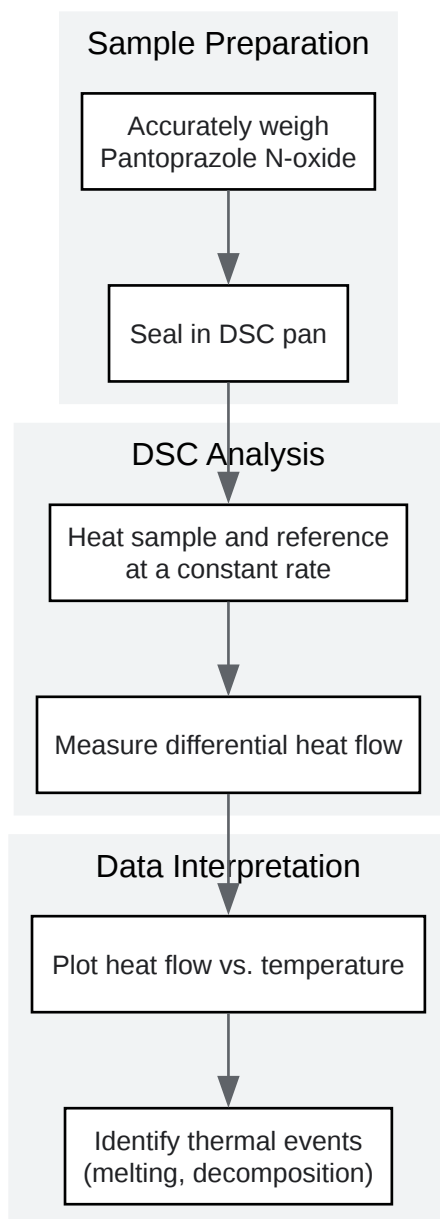 Sample Preparation
Accurately weigh
Pantoprazole N-oxide
Seal in DSC pan
DSC Analysis
Heat sample and reference
at a constant rate
Measure differential heat flow
Data Interpretation
Plot heat flow vs. temperature
Identify thermal events
(melting, decomposition)